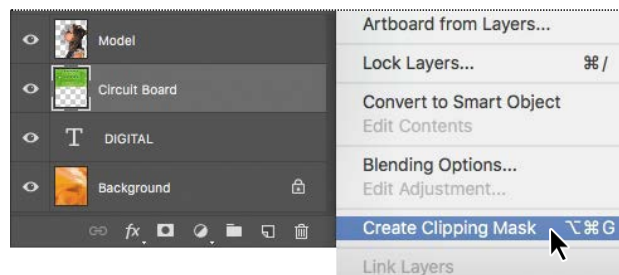 Model
Circuit Board
T DIGITAL
Background
fx
Artboard from Layers...
Lock Layers... ⌘/
Convert to Smart Object
Edit Contents
Blending Options...
Edit Adjustment...
Create Clipping Mask ⌥⌘G
Link Layers